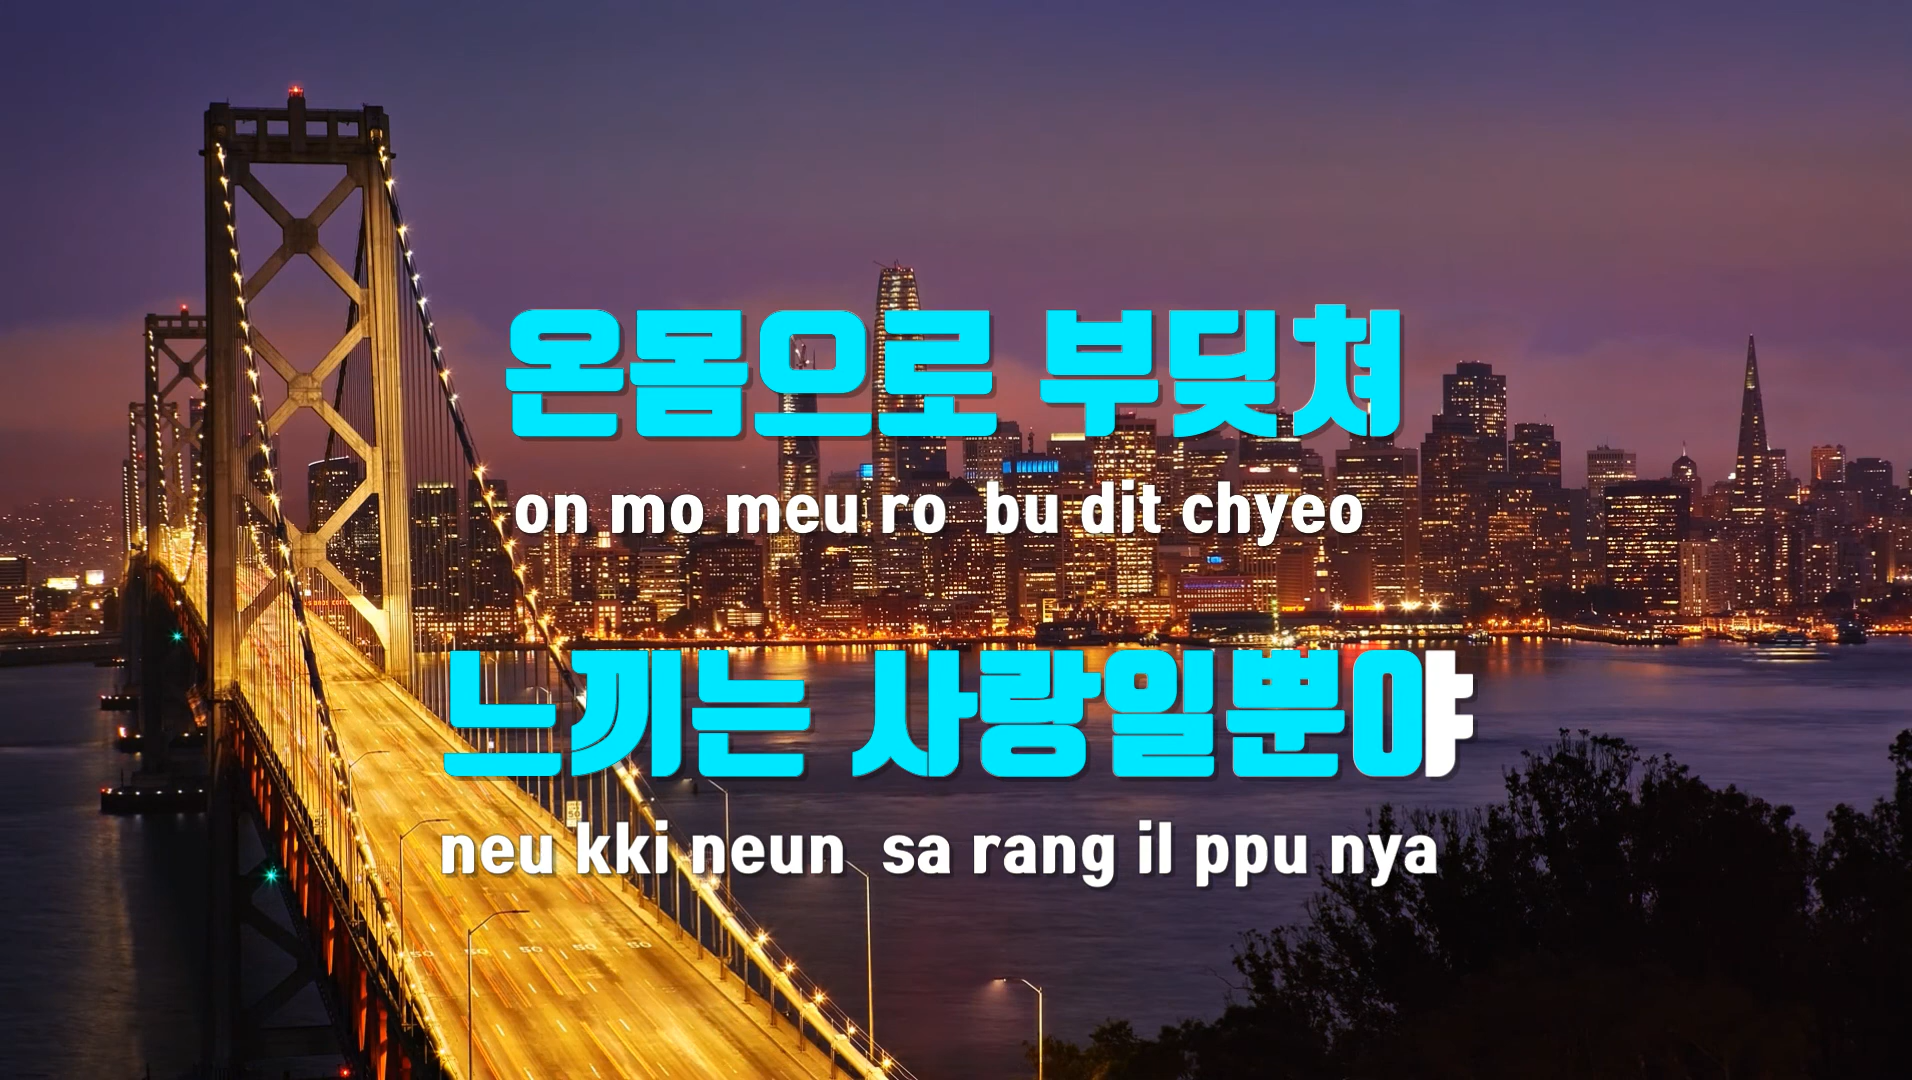 온몸으로 부딪쳐
on mo meu ro bu dit chyeo
느끼는 사랑일뿐야
neu kki neun sa rang il ppu nya